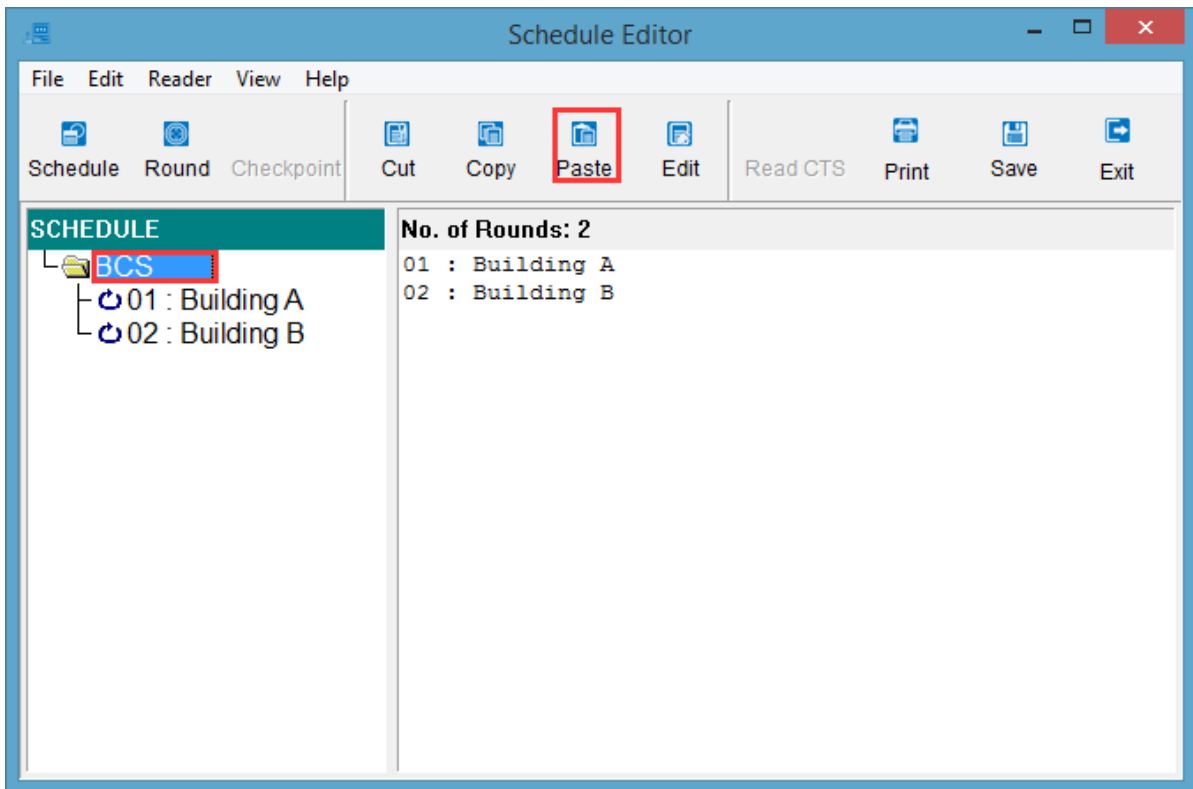 Schedule Editor
File Edit Reader View Help
Schedule Round Checkpoint Cut Copy Paste Edit Read CTS Print Save Exit
SCHEDULE
BCS
01 : Building A
02 : Building B
No. of Rounds: 2
01 : Building A
02 : Building B